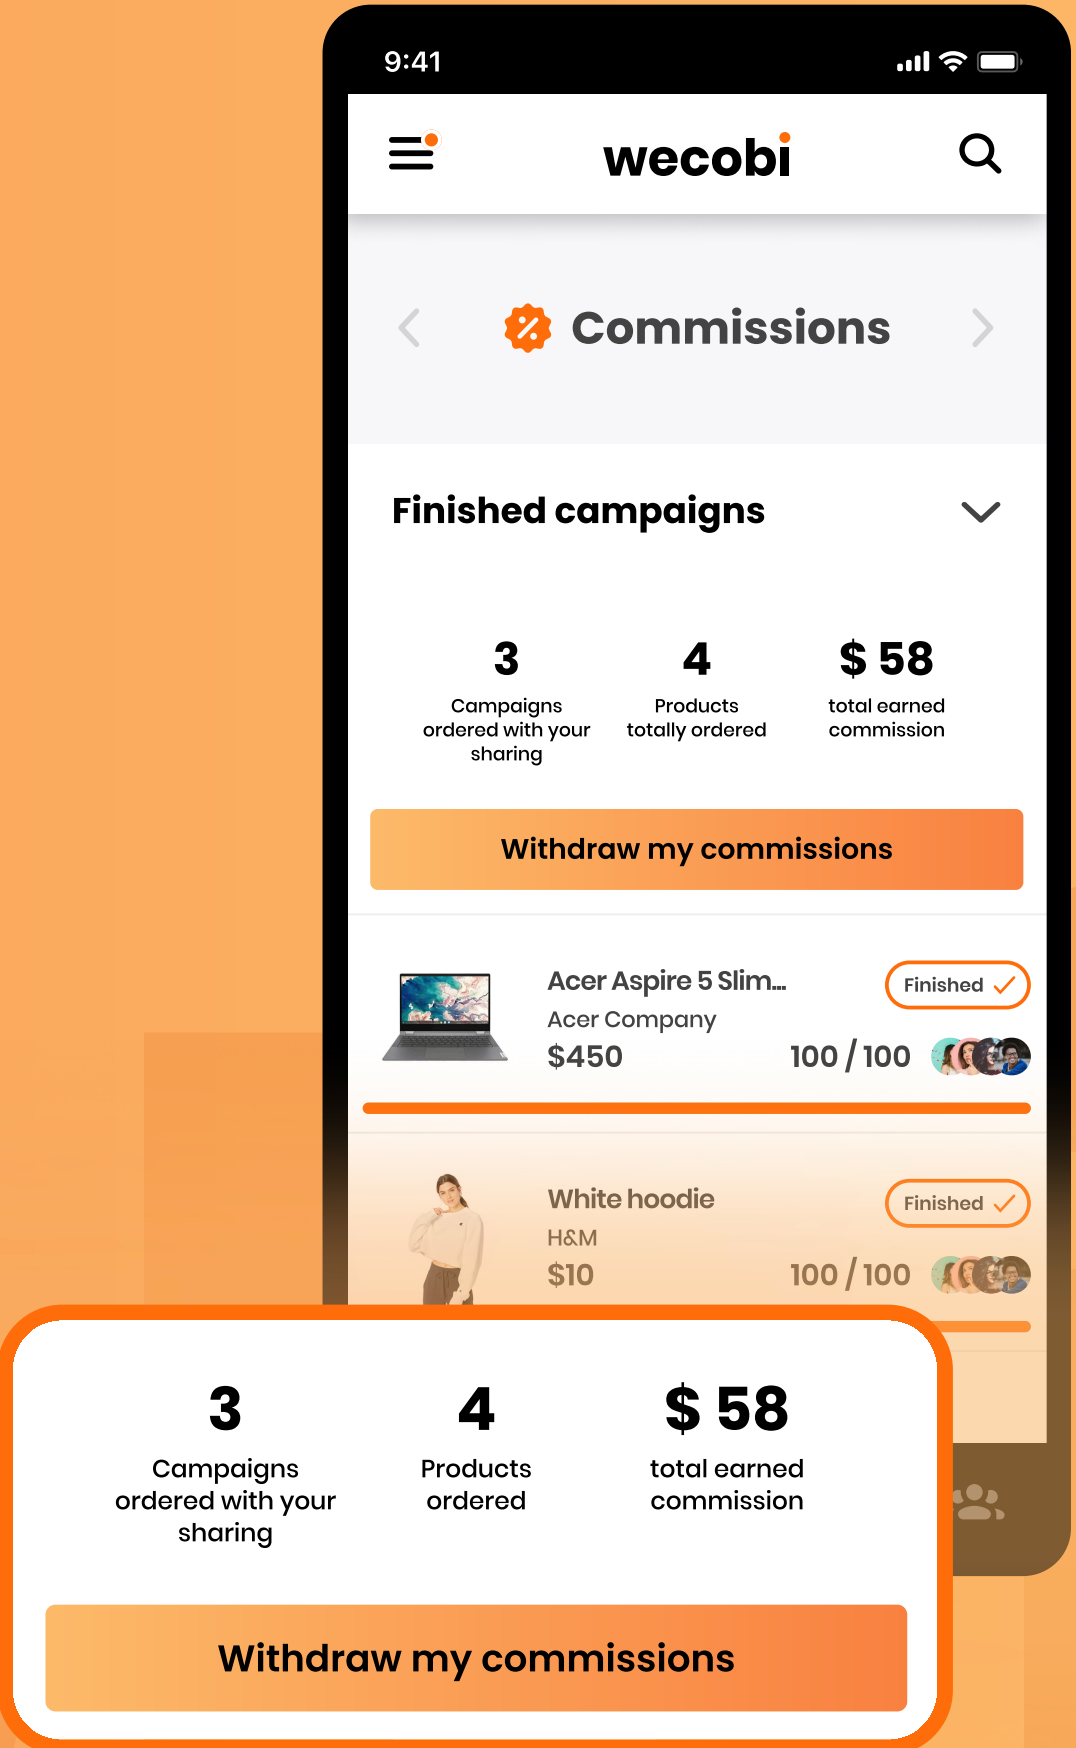 9:41
wecobi
Commissions
Finished campaigns
3
Campaigns
ordered with your
sharing
4
Products
totally ordered
$ 58
total earned
commission
Withdraw my commissions
Acer Aspire 5 Slim...
Finished
Acer Company
$450
100 / 100
White hoodie
Finished
H&M
$10
100 / 100
3
Campaigns
ordered with your
sharing
4
Products
ordered
$ 58
total earned
commission
Withdraw my commissions